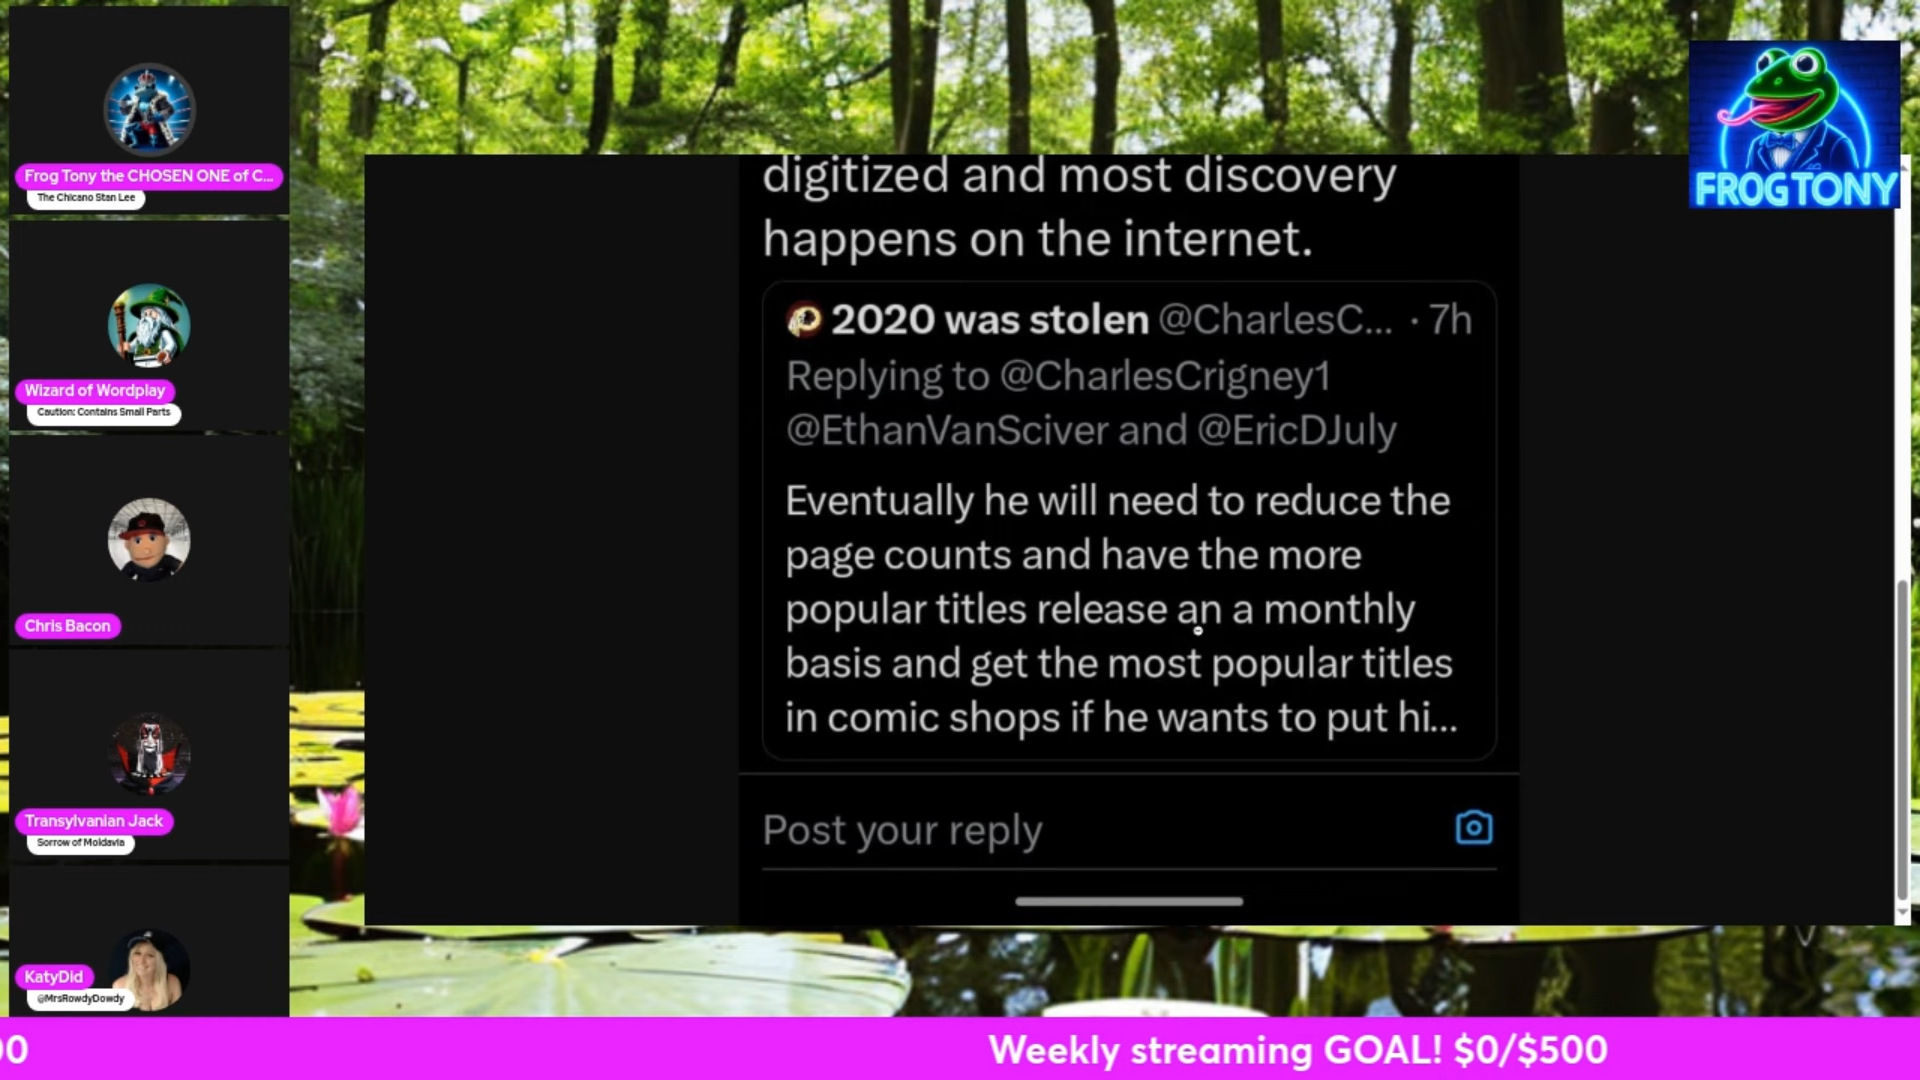 Frog Tony the CHOSEN ONE of C...
The Chicano Stan Lee
Wizard of Wordplay
Caution: Contains Small Parts
Chris Bacon
Transylvanian Jack
Sorrow of Moldavia
KatyDid
@MrsRowdyDowdy
digitized and most discovery
happens on the internet.
2020 was stolen @CharlesC... · 7h
Replying to @CharlesCrigney1
@EthanVanSciver and @EricDJuly
Eventually he will need to reduce the
page counts and have the more
popular titles release an a monthly
basis and get the most popular titles
in comic shops if he wants to put hi...
Post your reply
FROGTONY
00 Weekly streaming GOAL! $0/$500